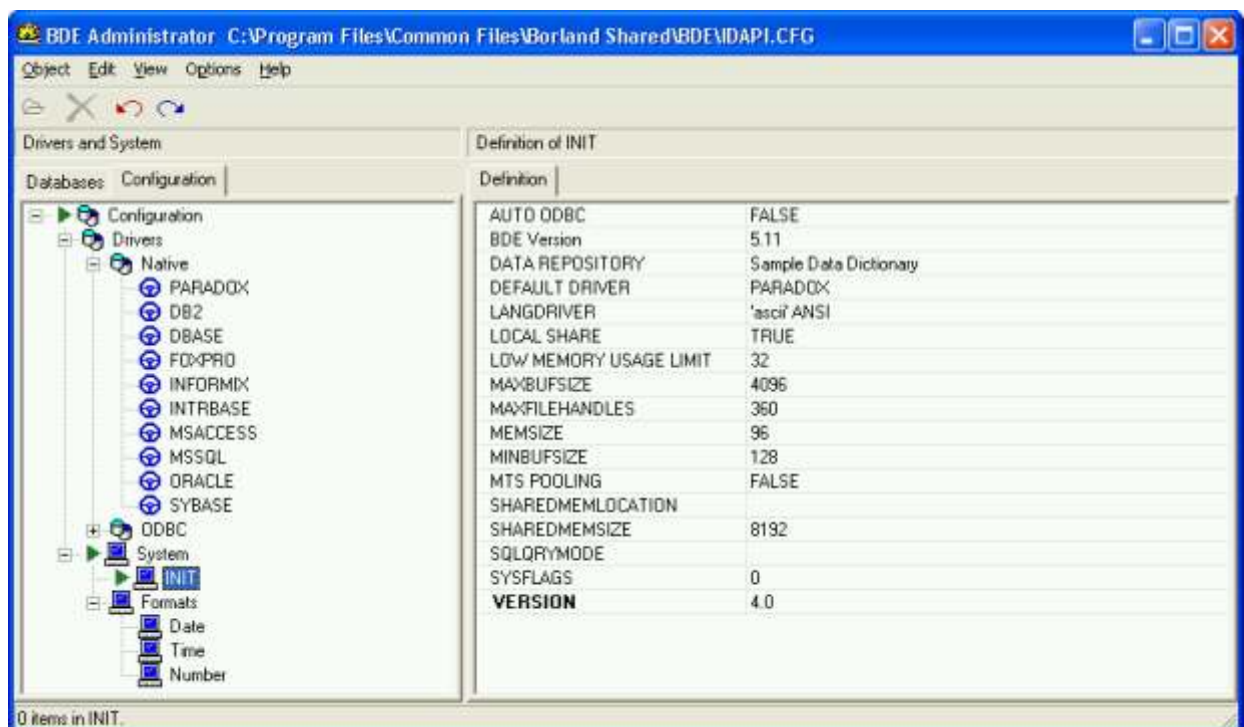 BDE Administrator C:\Program Files\Common Files\Borland Shared\BDE\IDAPI.CFG
Object Edit View Options Help
Drivers and System
Definition of INIT
Databases Configuration
Definition
Configuration
Drivers
Native
PARADOX
DB2
DBASE
FOXPRO
INFORMIX
INTRBASE
MSACCESS
MSSQL
ORACLE
SYBASE
ODBC
System
INIT
Formats
Date
Time
Number
AUTO ODBC FALSE
BDE Version 5.11
DATA REPOSITORY Sample Data Dictionary
DEFAULT DRIVER PARADOX
LANGDRIVER 'ascii' ANSI
LOCAL SHARE TRUE
LOW MEMORY USAGE LIMIT 32
MAXBUFSIZE 4096
MAXFILEHANDLES 360
MEMSIZE 96
MINBUFSIZE 128
MTS POOLING FALSE
SHAREDMEMLOCATION
SHAREDMEMSIZE 8192
SQLQRYMODE
SYSFLAGS 0
VERSION 4.0
0 items in INIT.